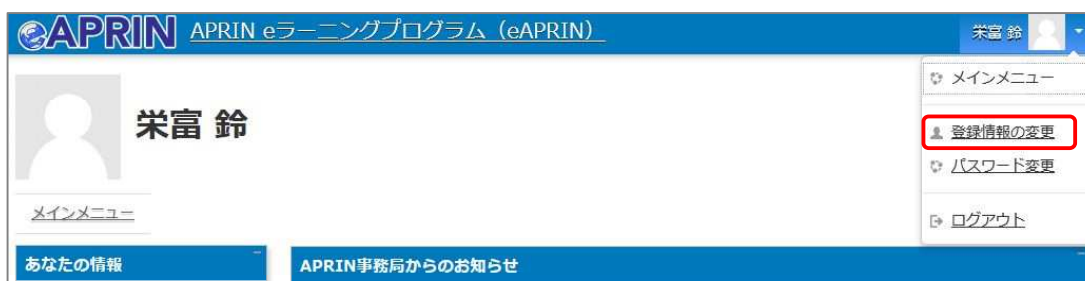 APRIN APRIN eラーニングプログラム（eAPRIN）
栄富 鈴
メインメニュー
登録情報の変更
パスワード変更
ログアウト
栄富 鈴
メインメニュー
あなたの情報
APRIN事務局からのお知らせ